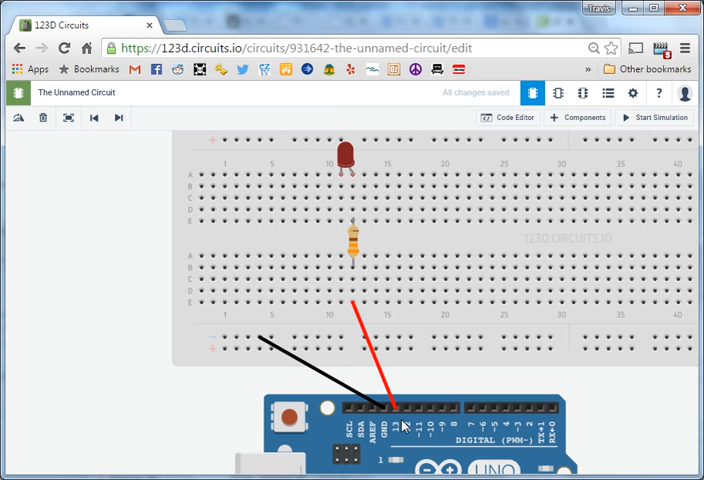 Travis
123D Circuits
https://123d.circuits.io/circuits/931642-the-unnamed-circuit/edit
Apps Bookmarks » Other bookmarks
The Unnamed Circuit All changes saved ?
Code Editor + Components Start Simulation
+ +
1 5 10 15 20 25 30 35 40
A
B
C
D
E
123D.CIRCUITS.IO
A
B
C
D
E
1 5 10 15 20 25 30 35 40
-
+
SCL SDA AREF GND 13 ~11 ~10 ~9 8 7 ~6 ~5 4 ~3 2 TX→1 RX←0
DIGITAL (PWM~)
1
UNO